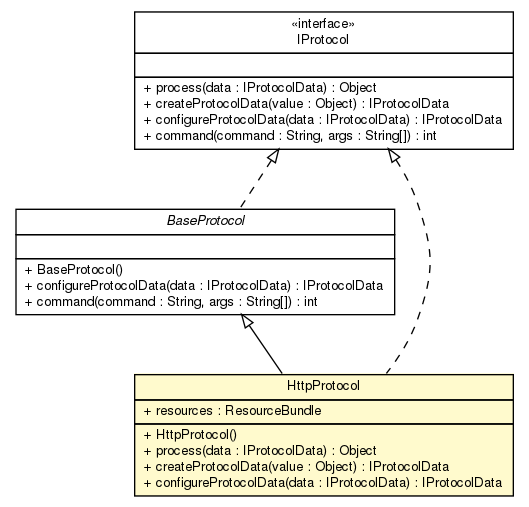 «interface»
IProtocol
+ process(data : IProtocolData) : Object
+ createProtocolData(value : Object) : IProtocolData
+ configureProtocolData(data : IProtocolData) : IProtocolData
+ command(command : String, args : String[]) : int
BaseProtocol
+ BaseProtocol()
+ configureProtocolData(data : IProtocolData) : IProtocolData
+ command(command : String, args : String[]) : int
HttpProtocol
+ resources : ResourceBundle
+ HttpProtocol()
+ process(data : IProtocolData) : Object
+ createProtocolData(value : Object) : IProtocolData
+ configureProtocolData(data : IProtocolData) : IProtocolData